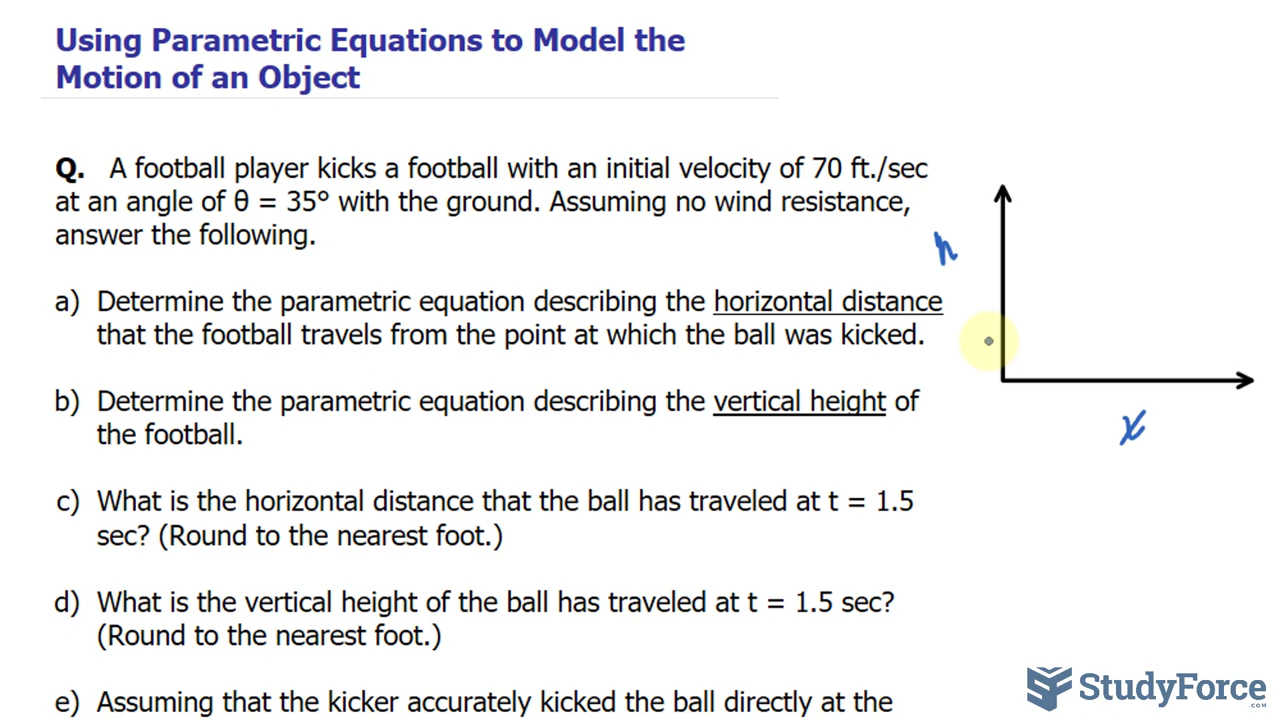 Using Parametric Equations to Model the
Motion of an Object
Q. A football player kicks a football with an initial velocity of 70 ft./sec
at an angle of θ = 35° with the ground. Assuming no wind resistance,
answer the following.
a) Determine the parametric equation describing the horizontal distance
that the football travels from the point at which the ball was kicked.
b) Determine the parametric equation describing the vertical height of
the football.
c) What is the horizontal distance that the ball has traveled at t = 1.5
sec? (Round to the nearest foot.)
d) What is the vertical height of the ball has traveled at t = 1.5 sec?
(Round to the nearest foot.)
e) Assuming that the kicker accurately kicked the ball directly at the
h
x
StudyForce
.COM